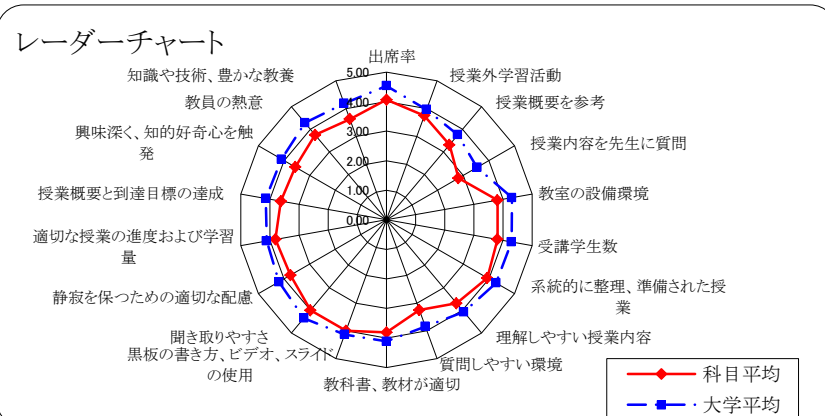 レーダーチャート
出席率
授業外学習活動
授業概要を参考
授業内容を先生に質問
教室の設備環境
受講学生数
系統的に整理、準備された授
業
理解しやすい授業内容
質問しやすい環境
教科書、教材が適切
黒板の書き方、ビデオ、スライド
の使用
聞き取りやすさ
静寂を保つための適切な配慮
適切な授業の進度および学習
量
授業概要と到達目標の達成
興味深く、知的好奇心を触
発
教員の熱意
知識や技術、豊かな教養
5.00
4.00
3.00
2.00
1.00
0.00
科目平均
大学平均